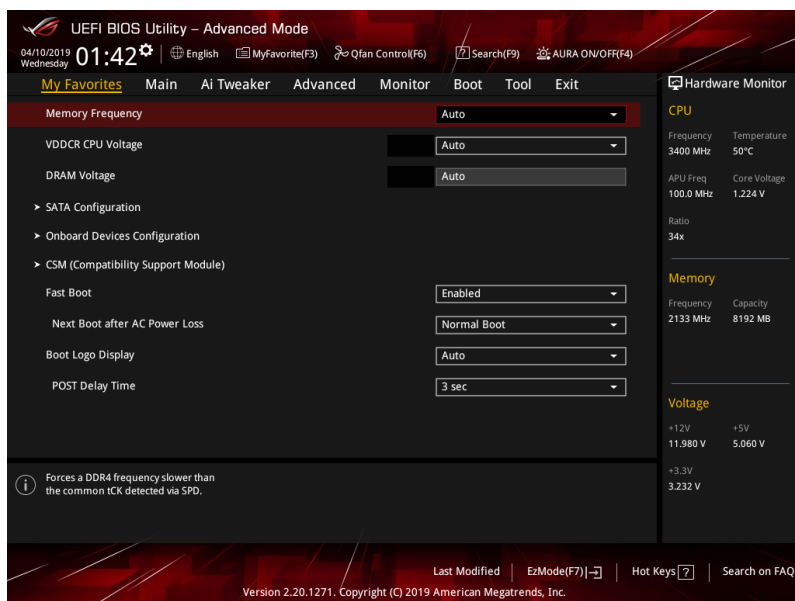 UEFI BIOS Utility – Advanced Mode
04/10/2019
Wednesday
01:42
English
MyFavorite(F3)
Qfan Control(F6)
? Search(F9)
AURA ON/OFF(F4)
My Favorites Main Ai Tweaker Advanced Monitor Boot Tool Exit
Memory Frequency Auto
VDDCR CPU Voltage Auto
DRAM Voltage Auto
> SATA Configuration
> Onboard Devices Configuration
> CSM (Compatibility Support Module)
Fast Boot Enabled
Next Boot after AC Power Loss Normal Boot
Boot Logo Display Auto
POST Delay Time 3 sec
i Forces a DDR4 frequency slower than
the common tCK detected via SPD.
Hardware Monitor
CPU
Frequency Temperature
3400 MHz 50°C
APU Freq Core Voltage
100.0 MHz 1.224 V
Ratio
34x
Memory
Frequency Capacity
2133 MHz 8192 MB
Voltage
+12V +5V
11.980 V 5.060 V
+3.3V
3.232 V
Last Modified EzMode(F7) Hot Keys ? Search on FAQ
Version 2.20.1271. Copyright (C) 2019 American Megatrends, Inc.